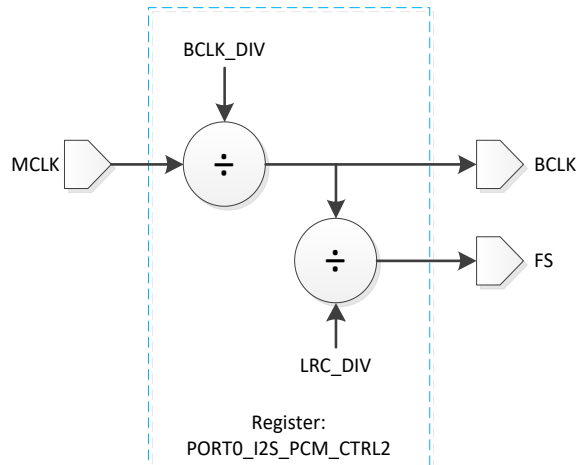 BCLK_DIV
MCLK
÷
BCLK
÷
FS
LRC_DIV
Register:
PORT0_I2S_PCM_CTRL2